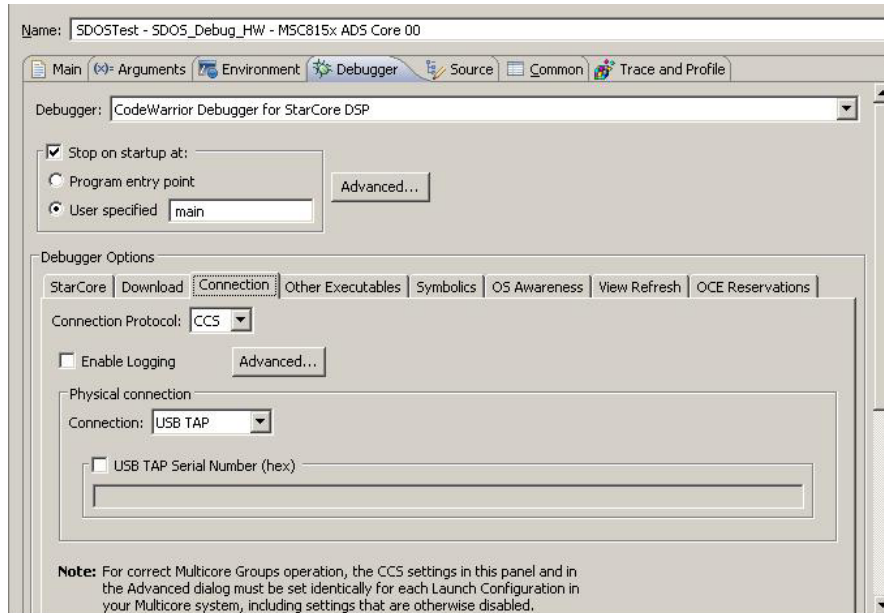 Name: SDOSTest - SDOS_Debug_HW - MSC815x ADS Core 00
Main (x)= Arguments Environment Debugger Source Common Trace and Profile
Debugger: CodeWarrior Debugger for StarCore DSP
Stop on startup at:
Program entry point
Advanced...
User specified main
Debugger Options
StarCore Download Connection Other Executables Symbolics OS Awareness View Refresh OCE Reservations
Connection Protocol: CCS
Enable Logging Advanced...
Physical connection
Connection: USB TAP
USB TAP Serial Number (hex)
Note: For correct Multicore Groups operation, the CCS settings in this panel and in
the Advanced dialog must be set identically for each Launch Configuration in
your Multicore system, including settings that are otherwise disabled.